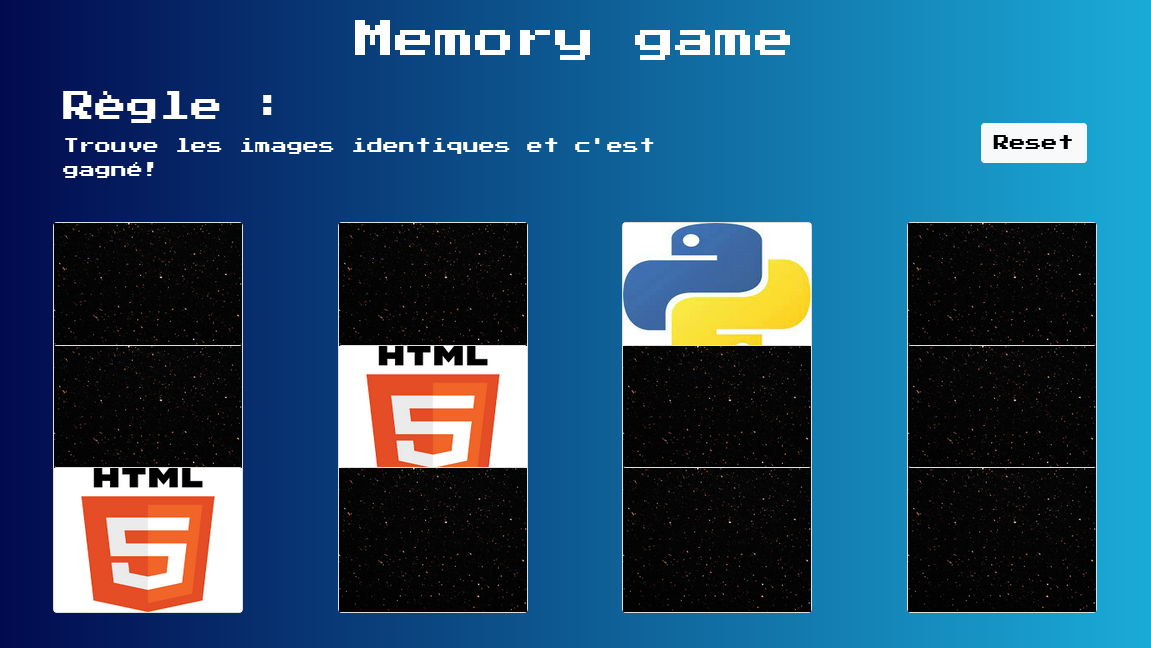 Memory game
Règle :
Trouve les images identiques et c'est
gagné!
Reset
HTML
HTML